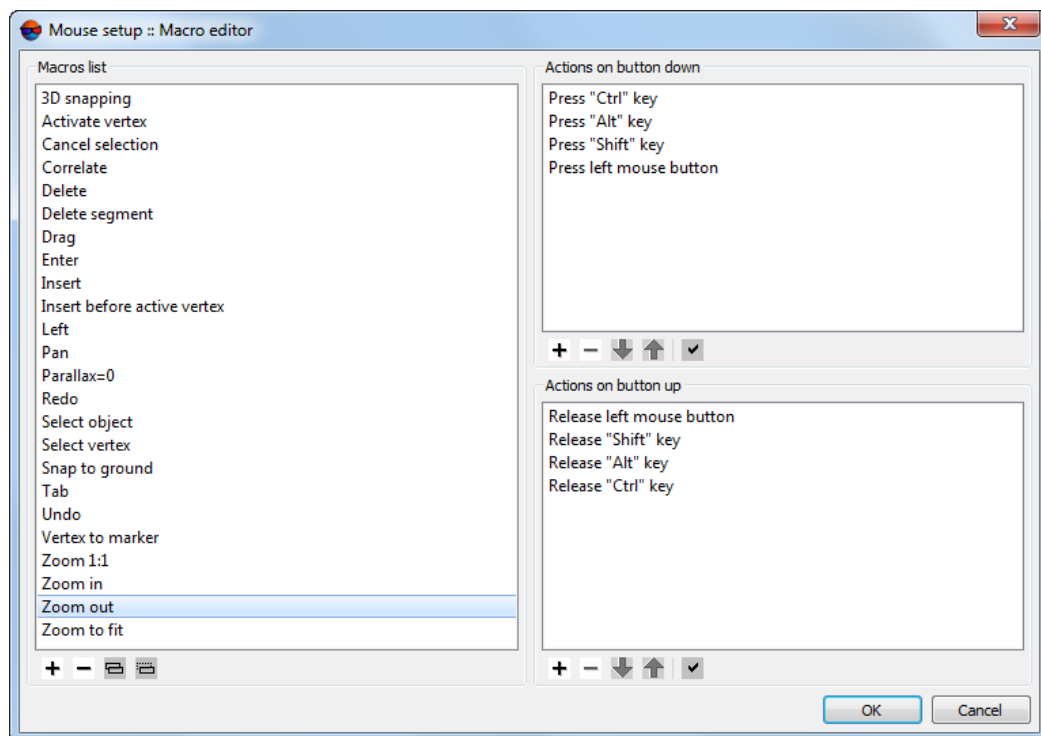 Mouse setup :: Macro editor
Macros list
3D snapping
Activate vertex
Cancel selection
Correlate
Delete
Delete segment
Drag
Enter
Insert
Insert before active vertex
Left
Pan
Parallax=0
Redo
Select object
Select vertex
Snap to ground
Tab
Undo
Vertex to marker
Zoom 1:1
Zoom in
Zoom out
Zoom to fit
Actions on button down
Press "Ctrl" key
Press "Alt" key
Press "Shift" key
Press left mouse button
Actions on button up
Release left mouse button
Release "Shift" key
Release "Alt" key
Release "Ctrl" key
OK
Cancel